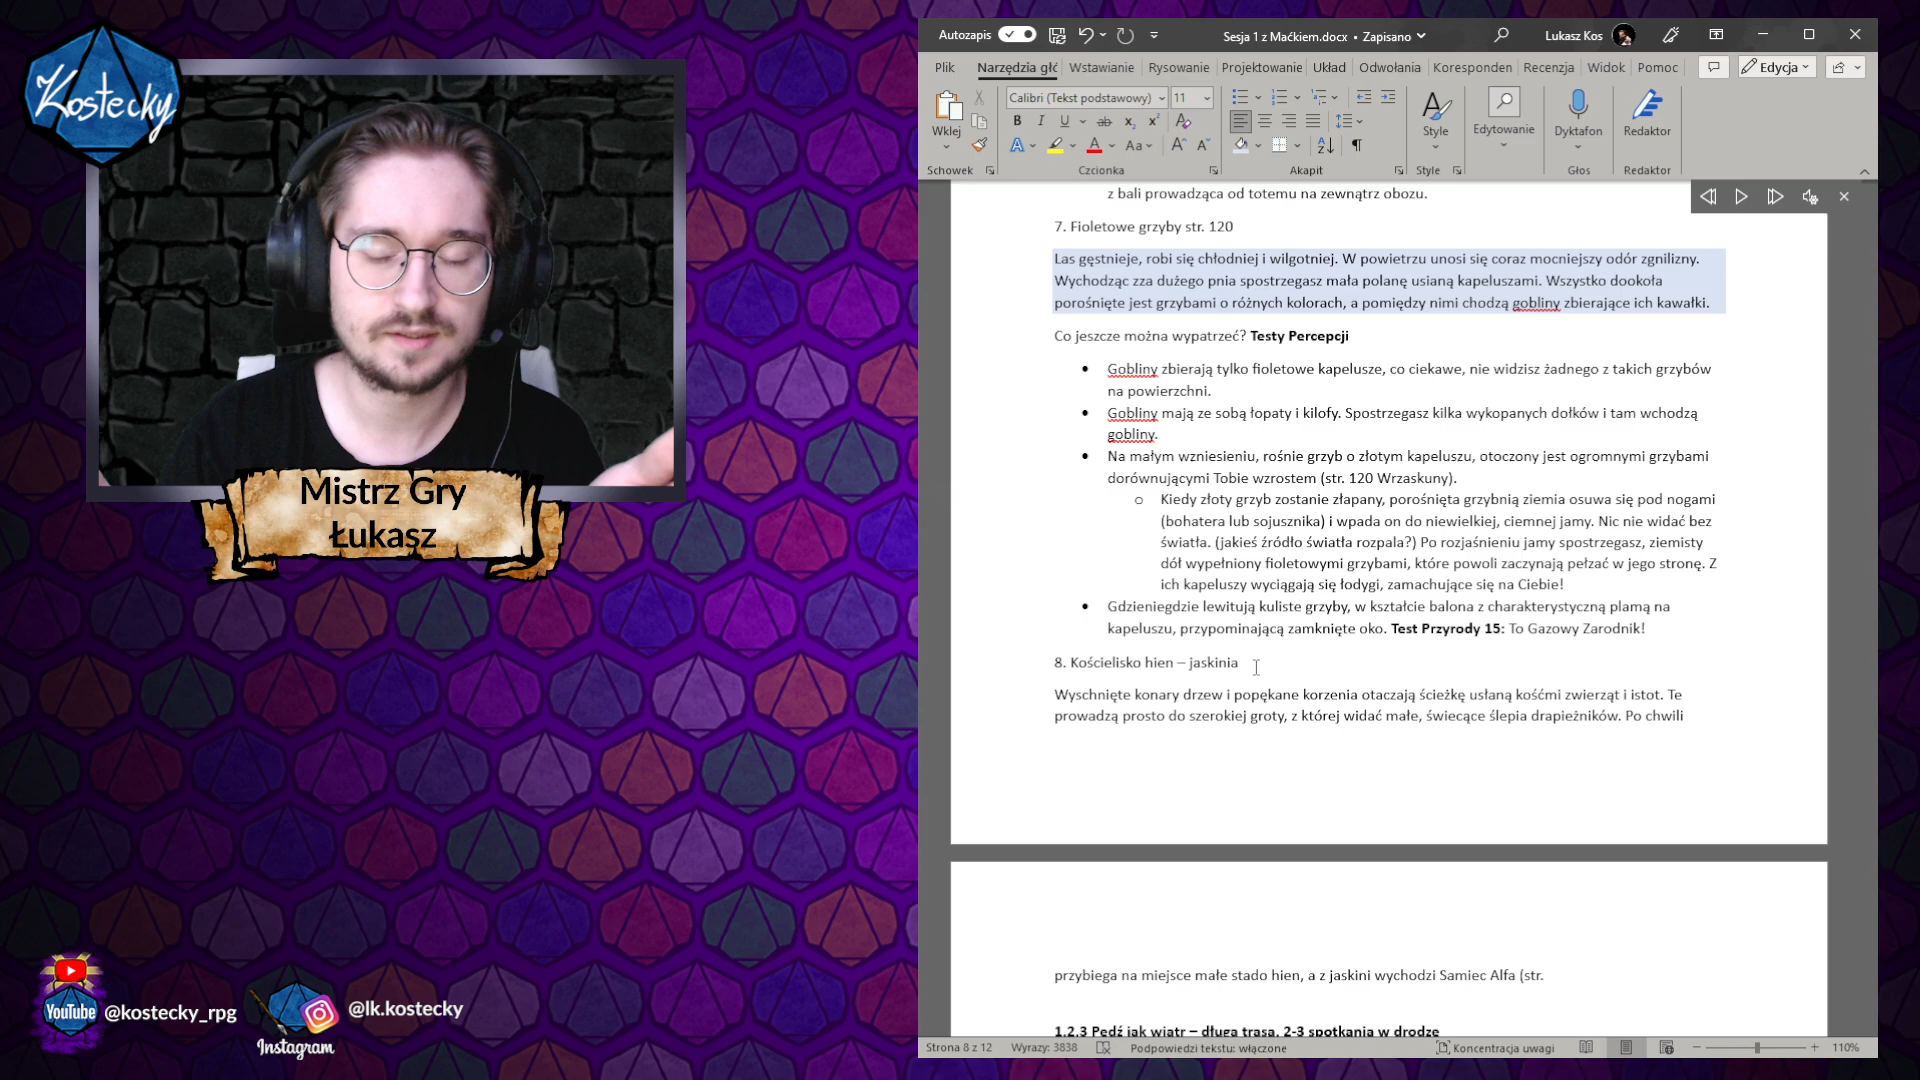 Kostecky
Mistrz Gry
Łukasz
YouTube @kostecky_rpg
Instagram @lk.kostecky
Autozapis
Sesja 1 z Maćkiem.docx • Zapisano
Lukasz Kos
Plik Narzędzia głć Wstawianie Rysowanie Projektowanie Układ Odwołania Koresponden Recenzja Widok Pomoc Edycja
Wklej
Calibri (Tekst podstawowy) 11
Style Edytowanie Dyktafon Redaktor
Schowek Czcionka Akapit Style Głos Redaktor
z bali prowadząca od totemu na zewnątrz obozu.
7. Fioletowe grzyby str. 120
Las gęstnieje, robi się chłodniej i wilgotniej. W powietrzu unosi się coraz mocniejszy odór zgnilizny.
Wychodząc zza dużego pnia spostrzegasz mała polanę usianą kapeluszami. Wszystko dookoła
porośnięte jest grzybami o różnych kolorach, a pomiędzy nimi chodzą gobliny zbierające ich kawałki.
Co jeszcze można wypatrzeć? Testy Percepcji
• Gobliny zbierają tylko fioletowe kapelusze, co ciekawe, nie widzisz żadnego z takich grzybów
na powierzchni.
• Gobliny mają ze sobą łopaty i kilofy. Spostrzegasz kilka wykopanych dołków i tam wchodzą
gobliny.
• Na małym wzniesieniu, rośnie grzyb o złotym kapeluszu, otoczony jest ogromnymi grzybami
dorównującymi Tobie wzrostem (str. 120 Wrzaskuny).
o Kiedy złoty grzyb zostanie złapany, porośnięta grzybnią ziemia osuwa się pod nogami
(bohatera lub sojusznika) i wpada on do niewielkiej, ciemnej jamy. Nic nie widać bez
światła. (jakieś źródło światła rozpala?) Po rozjaśnieniu jamy spostrzegasz, ziemisty
dół wypełniony fioletowymi grzybami, które powoli zaczynają pełzać w jego stronę. Z
ich kapeluszy wyciągają się łodygi, zamachujące się na Ciebie!
• Gdzieniegdzie lewitują kuliste grzyby, w kształcie balona z charakterystyczną plamą na
kapeluszu, przypominającą zamknięte oko. Test Przyrody 15: To Gazowy Zarodnik!
8. Kościelisko hien – jaskinia
Wyschnięte konary drzew i popękane korzenia otaczają ścieżkę usłaną kośćmi zwierząt i istot. Te
prowadzą prosto do szerokiej groty, z której widać małe, świecące ślepia drapieżników. Po chwili
przybiega na miejsce małe stado hien, a z jaskini wychodzi Samiec Alfa (str.
1.2.3 Pędź jak wiatr – długa trasa, 2-3 spotkania w drodze
Strona 8 z 12 Wyrazy: 3838 Podpowiedzi tekstu: włączone Koncentracja uwagi 110%